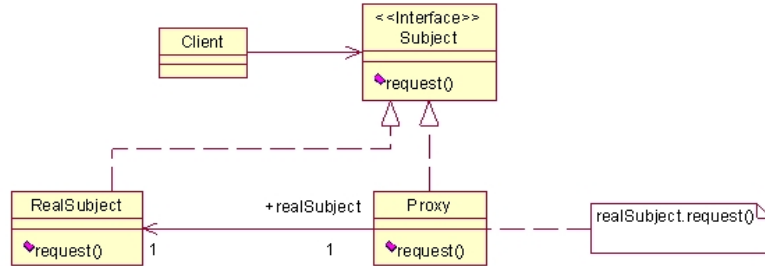 <<Interface>>
Client
Subject
request()
RealSubject
+realSubject
Proxy
realSubject.request()
request()
1
1
request()